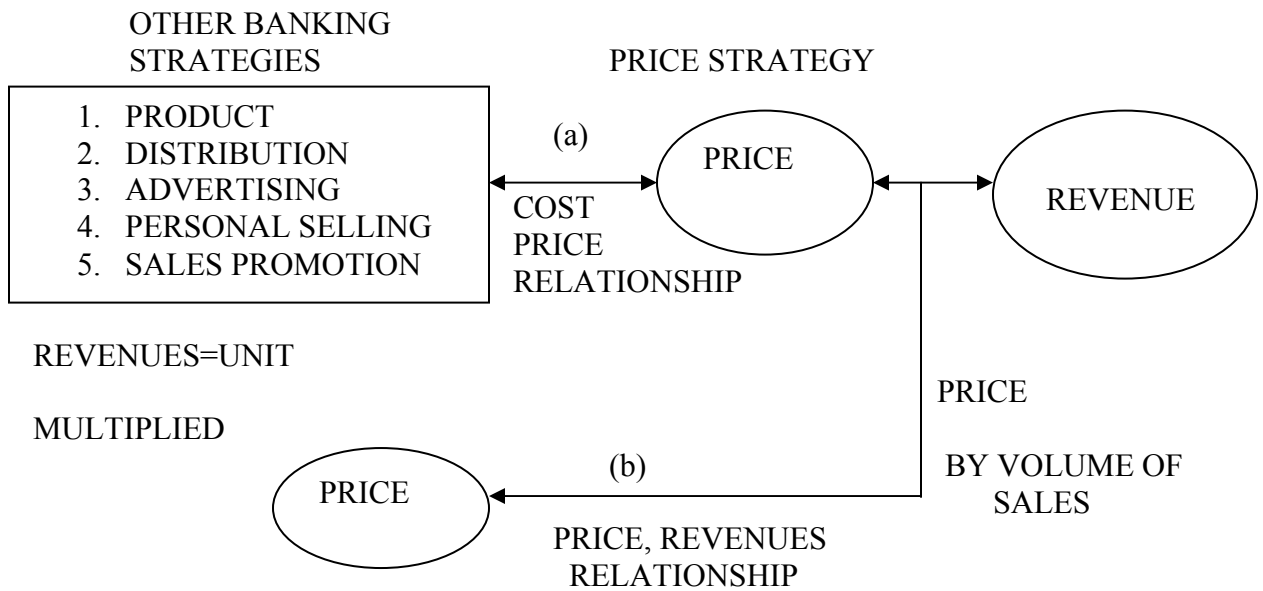 OTHER BANKING
STRATEGIES
PRICE STRATEGY
1. PRODUCT
2. DISTRIBUTION
3. ADVERTISING
4. PERSONAL SELLING
5. SALES PROMOTION
(a)
COST
PRICE
RELATIONSHIP
PRICE
REVENUE
REVENUES=UNIT
PRICE
MULTIPLIED
BY VOLUME OF
SALES
PRICE
(b)
PRICE, REVENUES
RELATIONSHIP